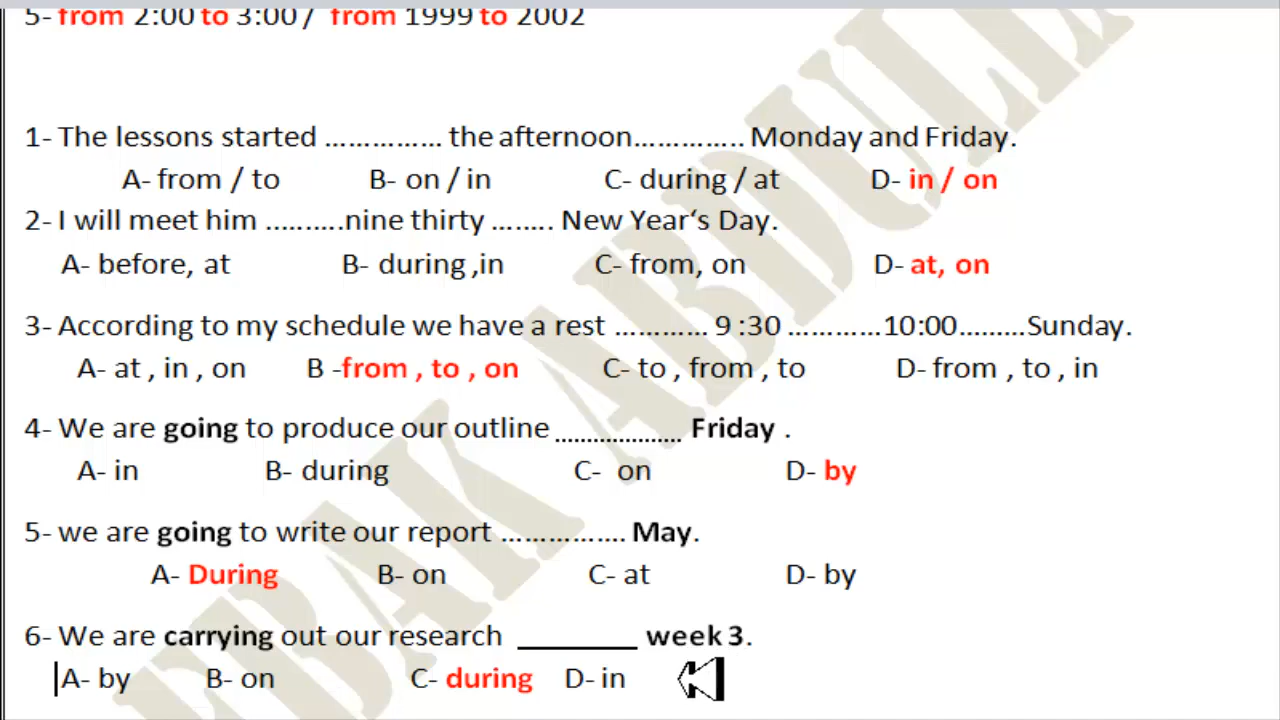 5- from 2:00 to 3:00 / from 1999 to 2002
1- The lessons started …………… the afternoon………….. Monday and Friday.
A- from / to B- on / in C- during / at D- in / on
2- I will meet him ……….nine thirty …….. New Year‘s Day.
A- before, at B- during ,in C- from, on D- at, on
3- According to my schedule we have a rest ………… 9 :30 …………10:00………Sunday.
A- at , in , on B -from , to , on C- to , from , to D- from , to , in
4- We are going to produce our outline .................... Friday .
A- in B- during C- on D- by
5- we are going to write our report ……………. May.
A- During B- on C- at D- by
6- We are carrying out our research ________ week 3.
A- by B- on C- during D- in